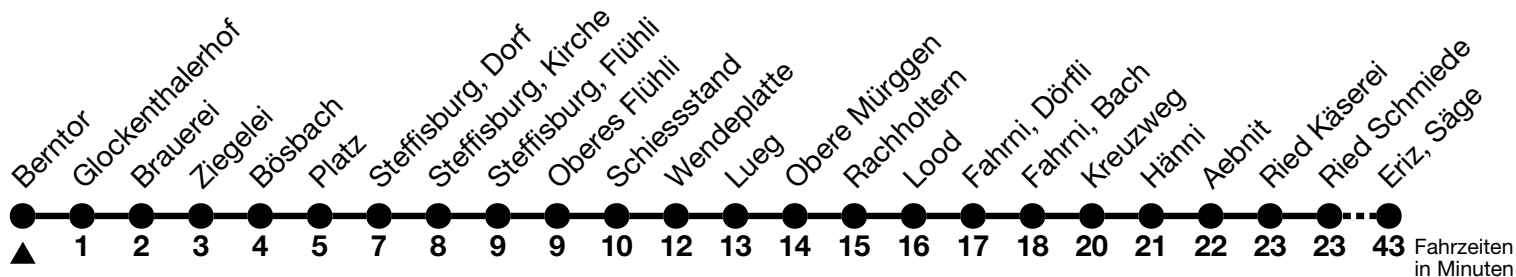 Berntor
Glockenthalerhof
Brauerei
Ziegelei
Bösbach
Platz
Steffisburg, Dorf
Steffisburg, Kirche
Steffisburg, Flühli
Oberes Flühli
Schiessstand
Wendeplatte
Lueg
Obere Mürggen
Rachholtern
Lood
Fahrni, Dörfli
Fahrni, Bach
Kreuzweg
Hänni
Aebnit
Ried Käserei
Ried Schmiede
Eriz, Säge
1 2 3 4 5 7 8 9 9 10 12 13 14 15 16 17 18 20 21 22 23 23 43 Fahrzeiten
in Minuten